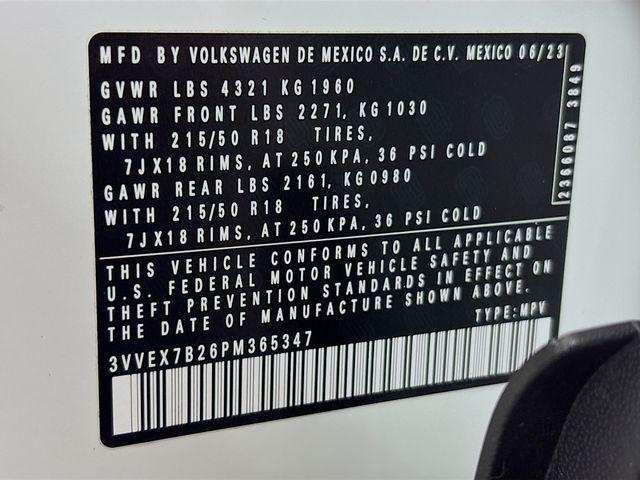 MFD BY VOLKSWAGEN DE MEXICO S.A. DE C.V. MEXICO 06/23
GVWR LBS 4321 KG 1960
GAWR FRONT LBS 2271, KG 1030
WITH 215/50 R18 TIRES,
7JX18 RIMS, AT 250 KPA, 36 PSI COLD
GAWR REAR LBS 2161, KG 0980
WITH 215/50 R18 TIRES,
7JX18 RIMS, AT 250 KPA, 36 PSI COLD
THIS VEHICLE CONFORMS TO ALL APPLICABLE
U.S. FEDERAL MOTOR VEHICLE SAFETY AND
THEFT PREVENTION STANDARDS IN EFFECT ON
THE DATE OF MANUFACTURE SHOWN ABOVE.
3VVEX7B26PM365347 TYPE: MPV
2366087 3849